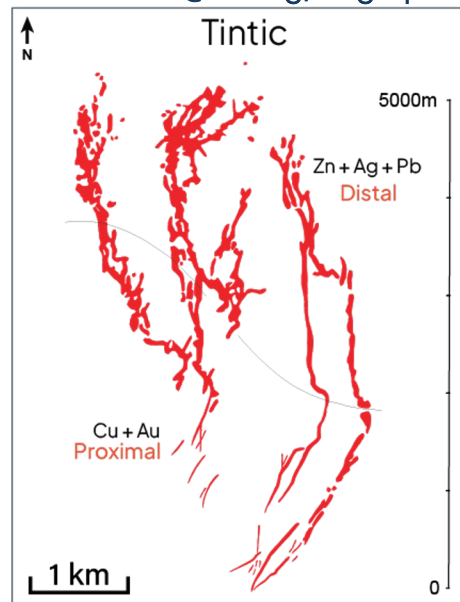 Tintic
N
5000m
Zn + Ag + Pb
Distal
Cu + Au
Proximal
1 km
0